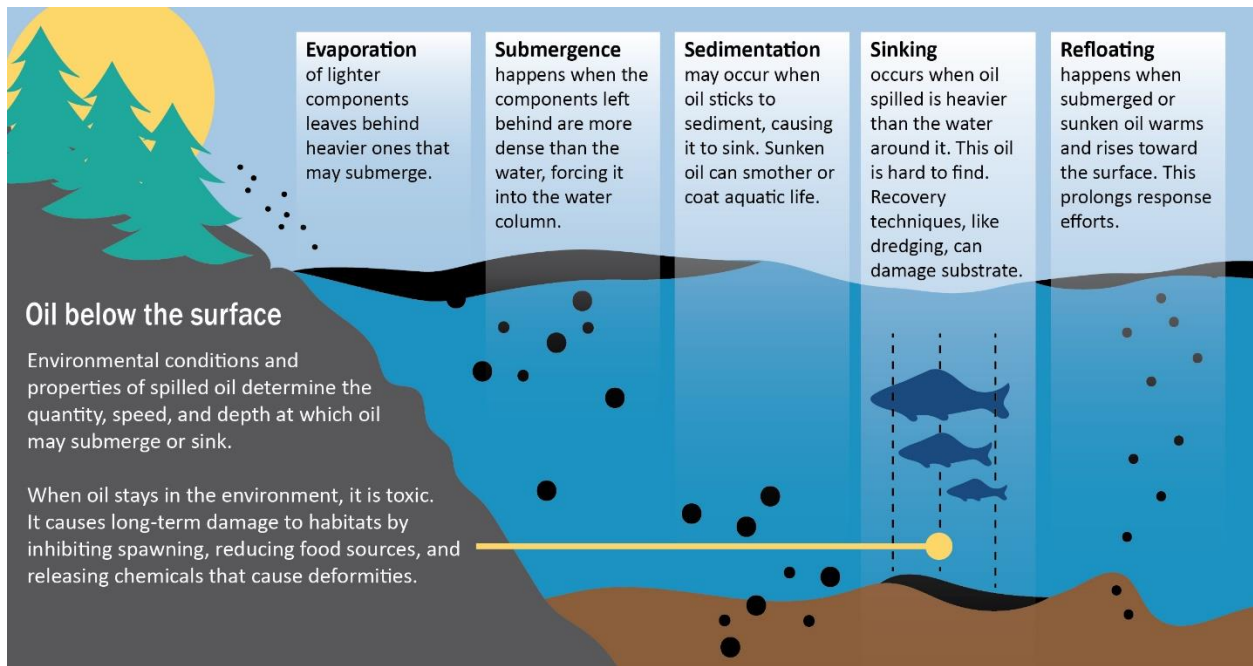 Evaporation
of lighter
components
leaves behind
heavier ones that
may submerge.
Submergence
happens when the
components left
behind are more
dense than the
water, forcing it
into the water
column.
Sedimentation
may occur when
oil sticks to
sediment, causing
it to sink. Sunken
oil can smother or
coat aquatic life.
Sinking
occurs when oil
spilled is heavier
than the water
around it. This oil
is hard to find.
Recovery
techniques, like
dredging, can
damage substrate.
Refloating
happens when
submerged or
sunken oil warms
and rises toward
the surface. This
prolongs response
efforts.
Oil below the surface
Environmental conditions and
properties of spilled oil determine the
quantity, speed, and depth at which oil
may submerge or sink.
When oil stays in the environment, it is toxic.
It causes long-term damage to habitats by
inhibiting spawning, reducing food sources, and
releasing chemicals that cause deformities.